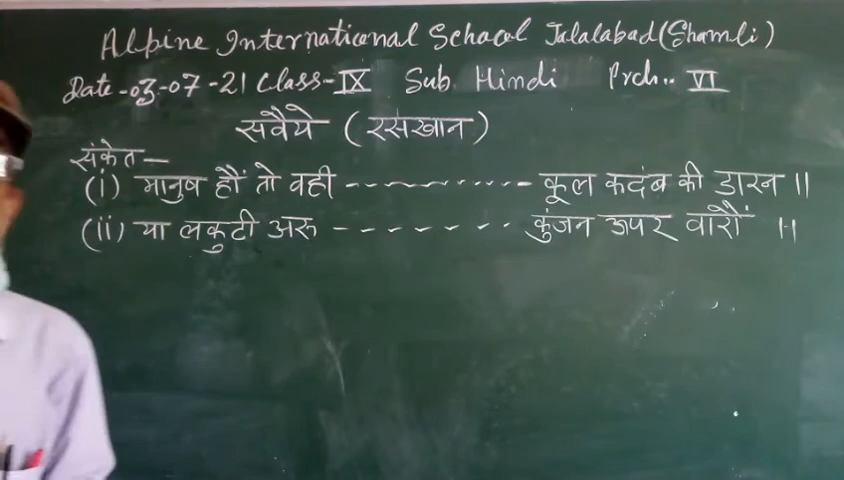 Alpine International School Jalalabad (Shamli)
Date-03-07-21 Class-IX Sub Hindi Prch.. VI
सवैये (रसखान)
संकेत—
(i) मानुष हौं तो वही ---------- कूल कदंब की डारन ॥
(ii) या लकुटी अरु -------- कुंजन ऊपर वारौं ॥